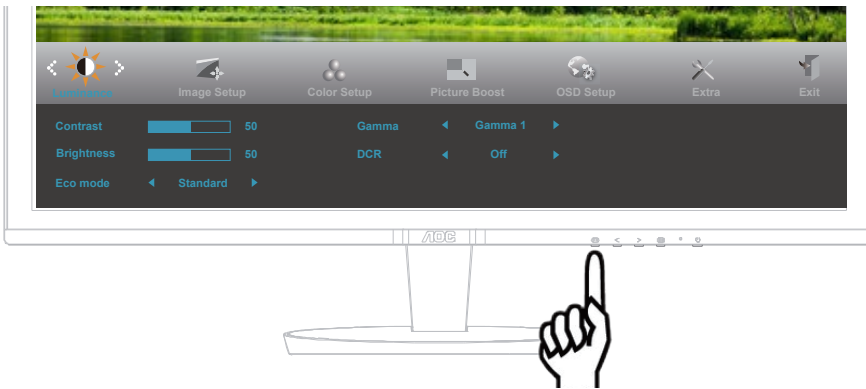 Luminance Image Setup Color Setup Picture Boost OSD Setup Extra Exit
Contrast 50 Gamma Gamma 1
Brightness 50 DCR Off
Eco mode Standard
AOC